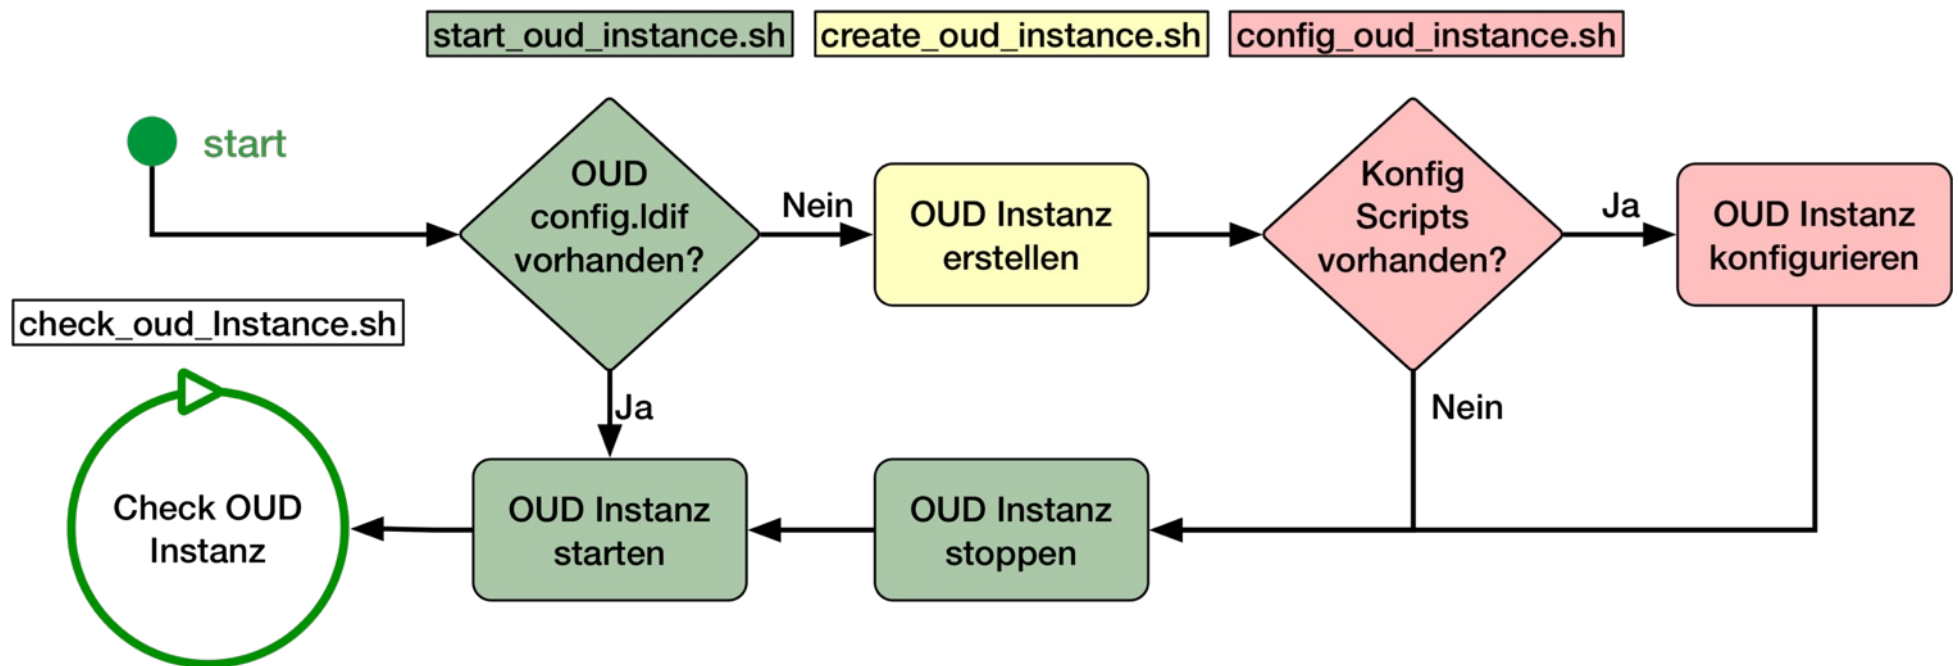 start_oud_instance.sh
create_oud_instance.sh
config_oud_instance.sh
start
OUD
config.ldif
vorhanden?
Nein
OUD Instanz
erstellen
Konfig
Scripts
vorhanden?
Ja
OUD Instanz
konfigurieren
check_oud_Instance.sh
Ja
Nein
Check OUD
Instanz
OUD Instanz
starten
OUD Instanz
stoppen